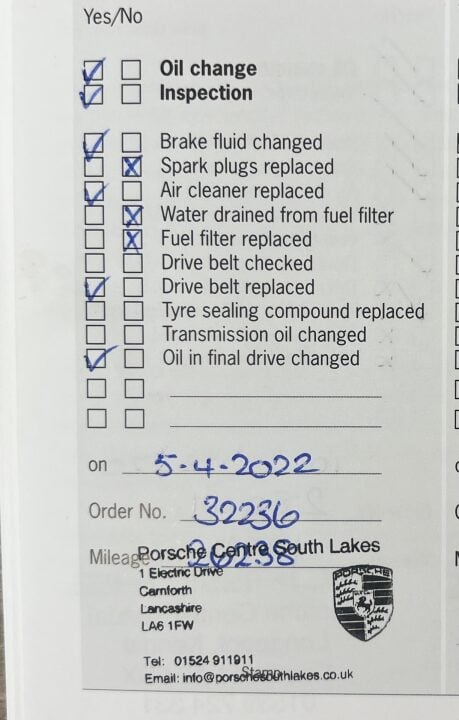 Yes/No
Oil change
Inspection
Brake fluid changed
Spark plugs replaced
Air cleaner replaced
Water drained from fuel filter
Fuel filter replaced
Drive belt checked
Drive belt replaced
Tyre sealing compound replaced
Transmission oil changed
Oil in final drive changed
on 5-4-2022
Order No. 32236
Mileage 26238
Porsche Centre South Lakes
1 Electric Drive
Carnforth
Lancashire
LA6 1FW
PORSCHE
Tel: 01524 911911
Stamp
Email: info@porschesouthlakes.co.uk